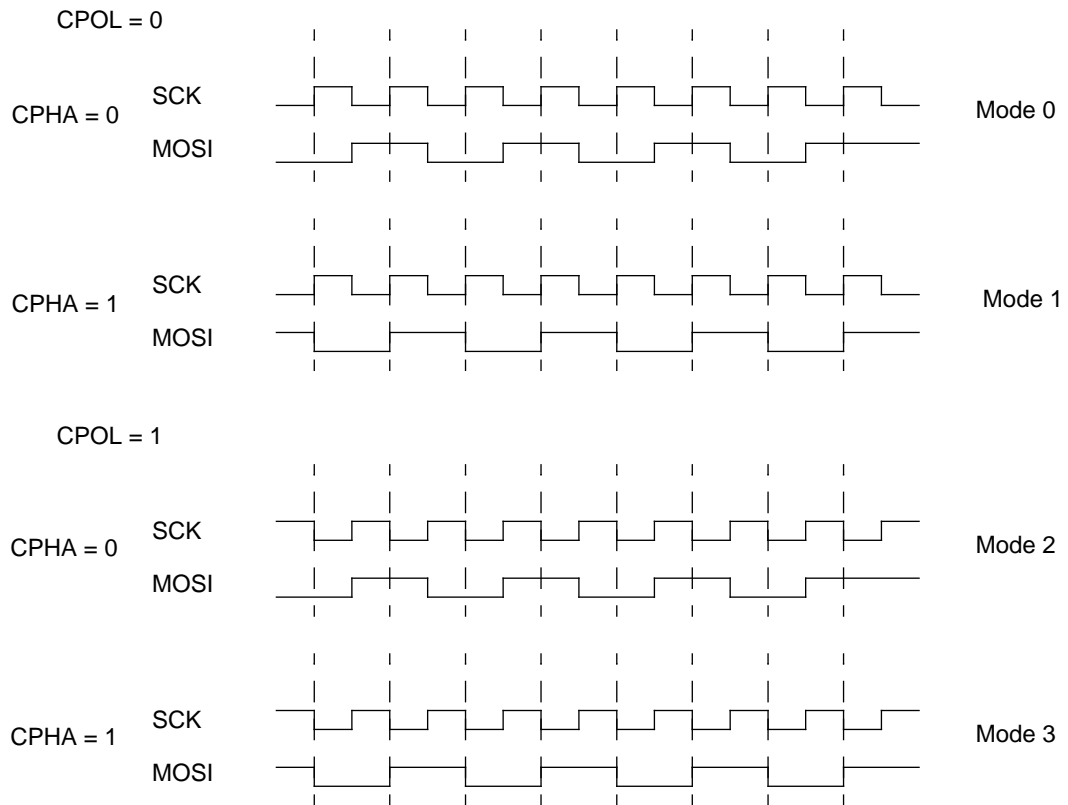 CPOL = 0
CPHA = 0
SCK
MOSI
Mode 0
CPHA = 1
SCK
MOSI
Mode 1
CPOL = 1
CPHA = 0
SCK
MOSI
Mode 2
CPHA = 1
SCK
MOSI
Mode 3